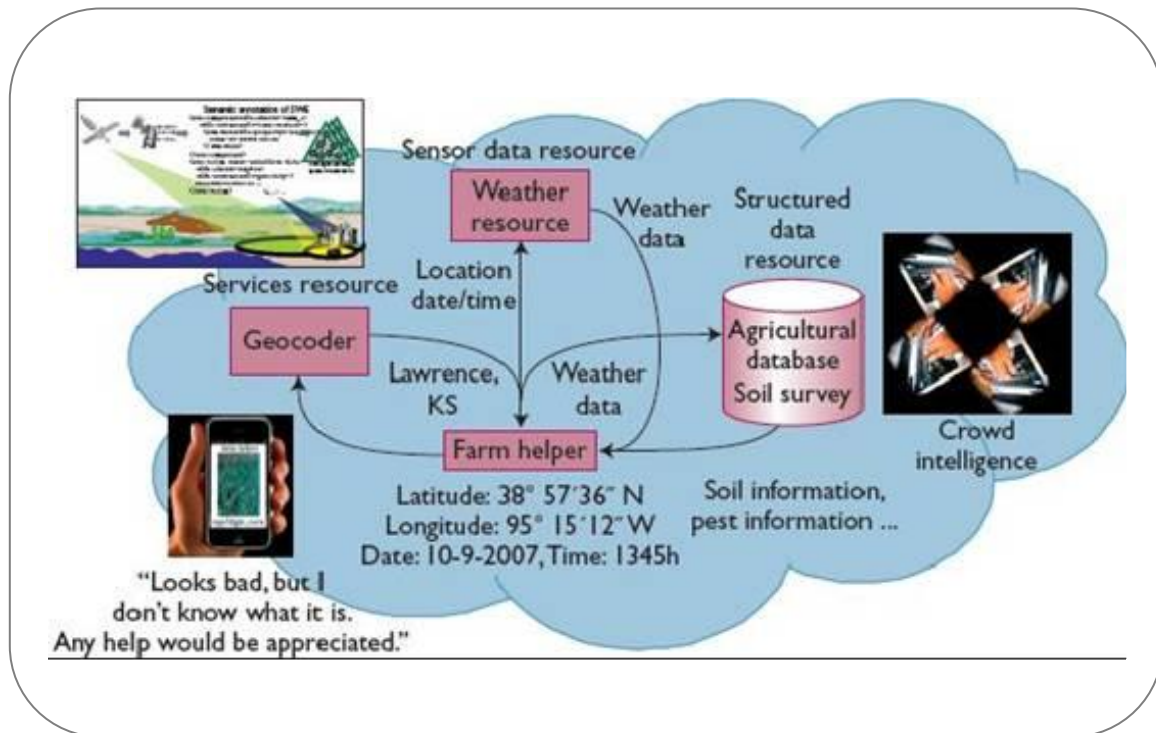 Semantic annotation of
Sensor data resource
Weather
resource
Weather
data
Structured
data
resource
Location
date/time
Services resource
Geocoder
Lawrence,
KS
Weather
data
Agricultural
database
Soil survey
Farm helper
Crowd
intelligence
Latitude: 38° 57´36˝ N
Longitude: 95° 15´12˝ W
Date: 10-9-2007, Time: 1345h
Soil information,
pest information ...
“Looks bad, but I
don’t know what it is.
Any help would be appreciated.”